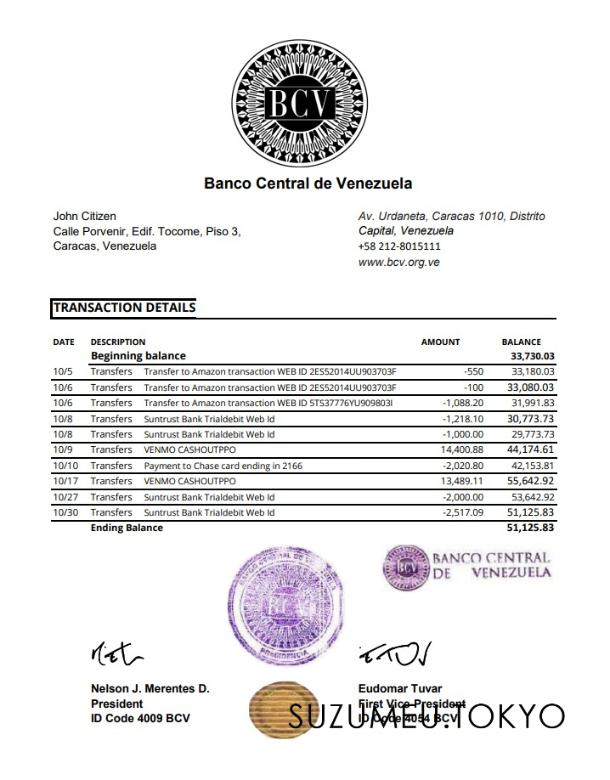 BCV
Banco Central de Venezuela
John Citizen
Calle Porvenir, Edif. Tocome, Piso 3,
Caracas, Venezuela
Av. Urdaneta, Caracas 1010, Distrito
Capital, Venezuela
+58 212-8015111
www.bcv.org.ve
TRANSACTION DETAILS
DATE DESCRIPTION AMOUNT BALANCE
Beginning balance 33,730.03
10/5 Transfers Transfer to Amazon transaction WEB ID 2ES52014UU903703F -550 33,180.03
10/6 Transfers Transfer to Amazon transaction WEB ID 2ES52014UU903703F -100 33,080.03
10/6 Transfers Transfer to Amazon transaction WEB ID 5TS37776YU909803I -1,088.20 31,991.83
10/8 Transfers Suntrust Bank Trialdebit Web Id -1,218.10 30,773.73
10/8 Transfers Suntrust Bank Trialdebit Web Id -1,000.00 29,773.73
10/9 Transfers VENMO CASHOUTPPO 14,400.88 44,174.61
10/10 Transfers Payment to Chase card ending in 2166 -2,020.80 42,153.81
10/17 Transfers VENMO CASHOUTPPO 13,489.11 55,642.92
10/27 Transfers Suntrust Bank Trialdebit Web Id -2,000.00 53,642.92
10/30 Transfers Suntrust Bank Trialdebit Web Id -2,517.09 51,125.83
Ending Balance 51,125.83
BCV
PRESIDENCIA
BCV
BANCO CENTRAL
DE VENEZUELA
Nelson J. Merentes D.
President
ID Code 4009 BCV
Eudomar Tuvar
First Vice-President
ID Code 4054 BCV
SUZUMEU.TOKYO